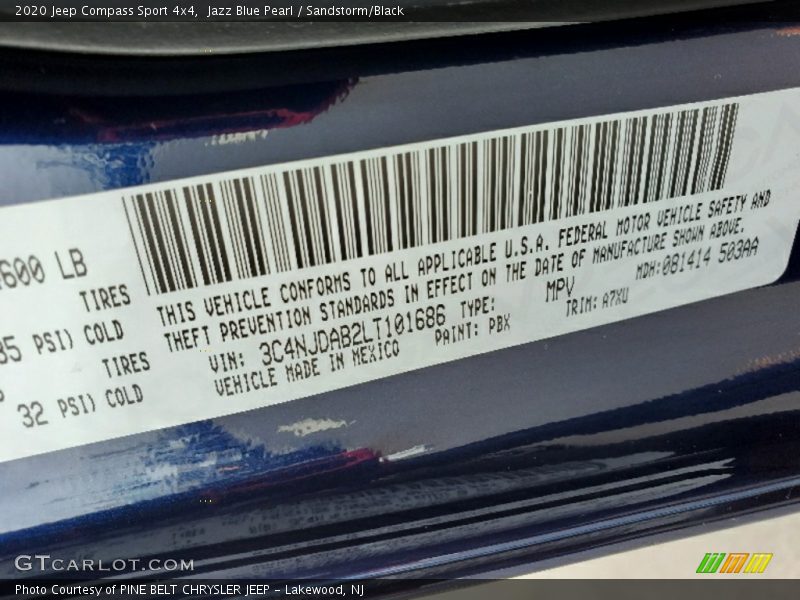 2020 Jeep Compass Sport 4x4,  Jazz Blue Pearl / Sandstorm/Black
600 LB
TIRES
35 PSI) COLD
TIRES
32 PSI) COLD
THIS VEHICLE CONFORMS TO ALL APPLICABLE U.S.A. FEDERAL MOTOR VEHICLE SAFETY AND
THEFT PREVENTION STANDARDS IN EFFECT ON THE DATE OF MANUFACTURE SHOWN ABOVE.
VIN: 3C4NJDAB2LT101686 TYPE: MPV MDH:081414 503AA
VEHICLE MADE IN MEXICO PAINT: PBX TRIM: A7XU
GTCARLOT.COM
Photo Courtesy of PINE BELT CHRYSLER JEEP - Lakewood, NJ